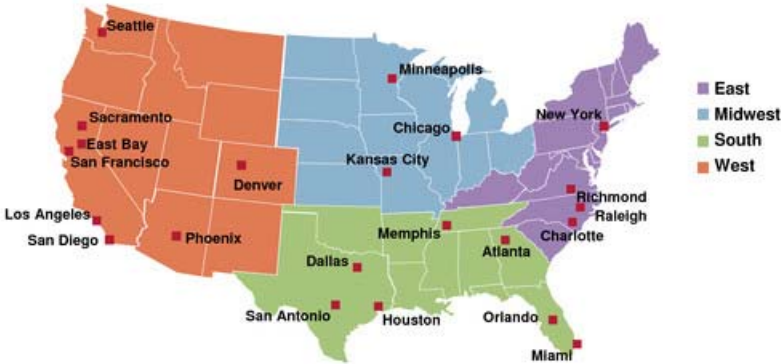 Seattle
Minneapolis
East
Midwest
South
West
New York
Sacramento
Chicago
East Bay
San Francisco
Kansas City
Denver
Richmond
Raleigh
Los Angeles
Memphis
Charlotte
San Diego
Phoenix
Atlanta
Dallas
San Antonio
Houston
Orlando
Miami